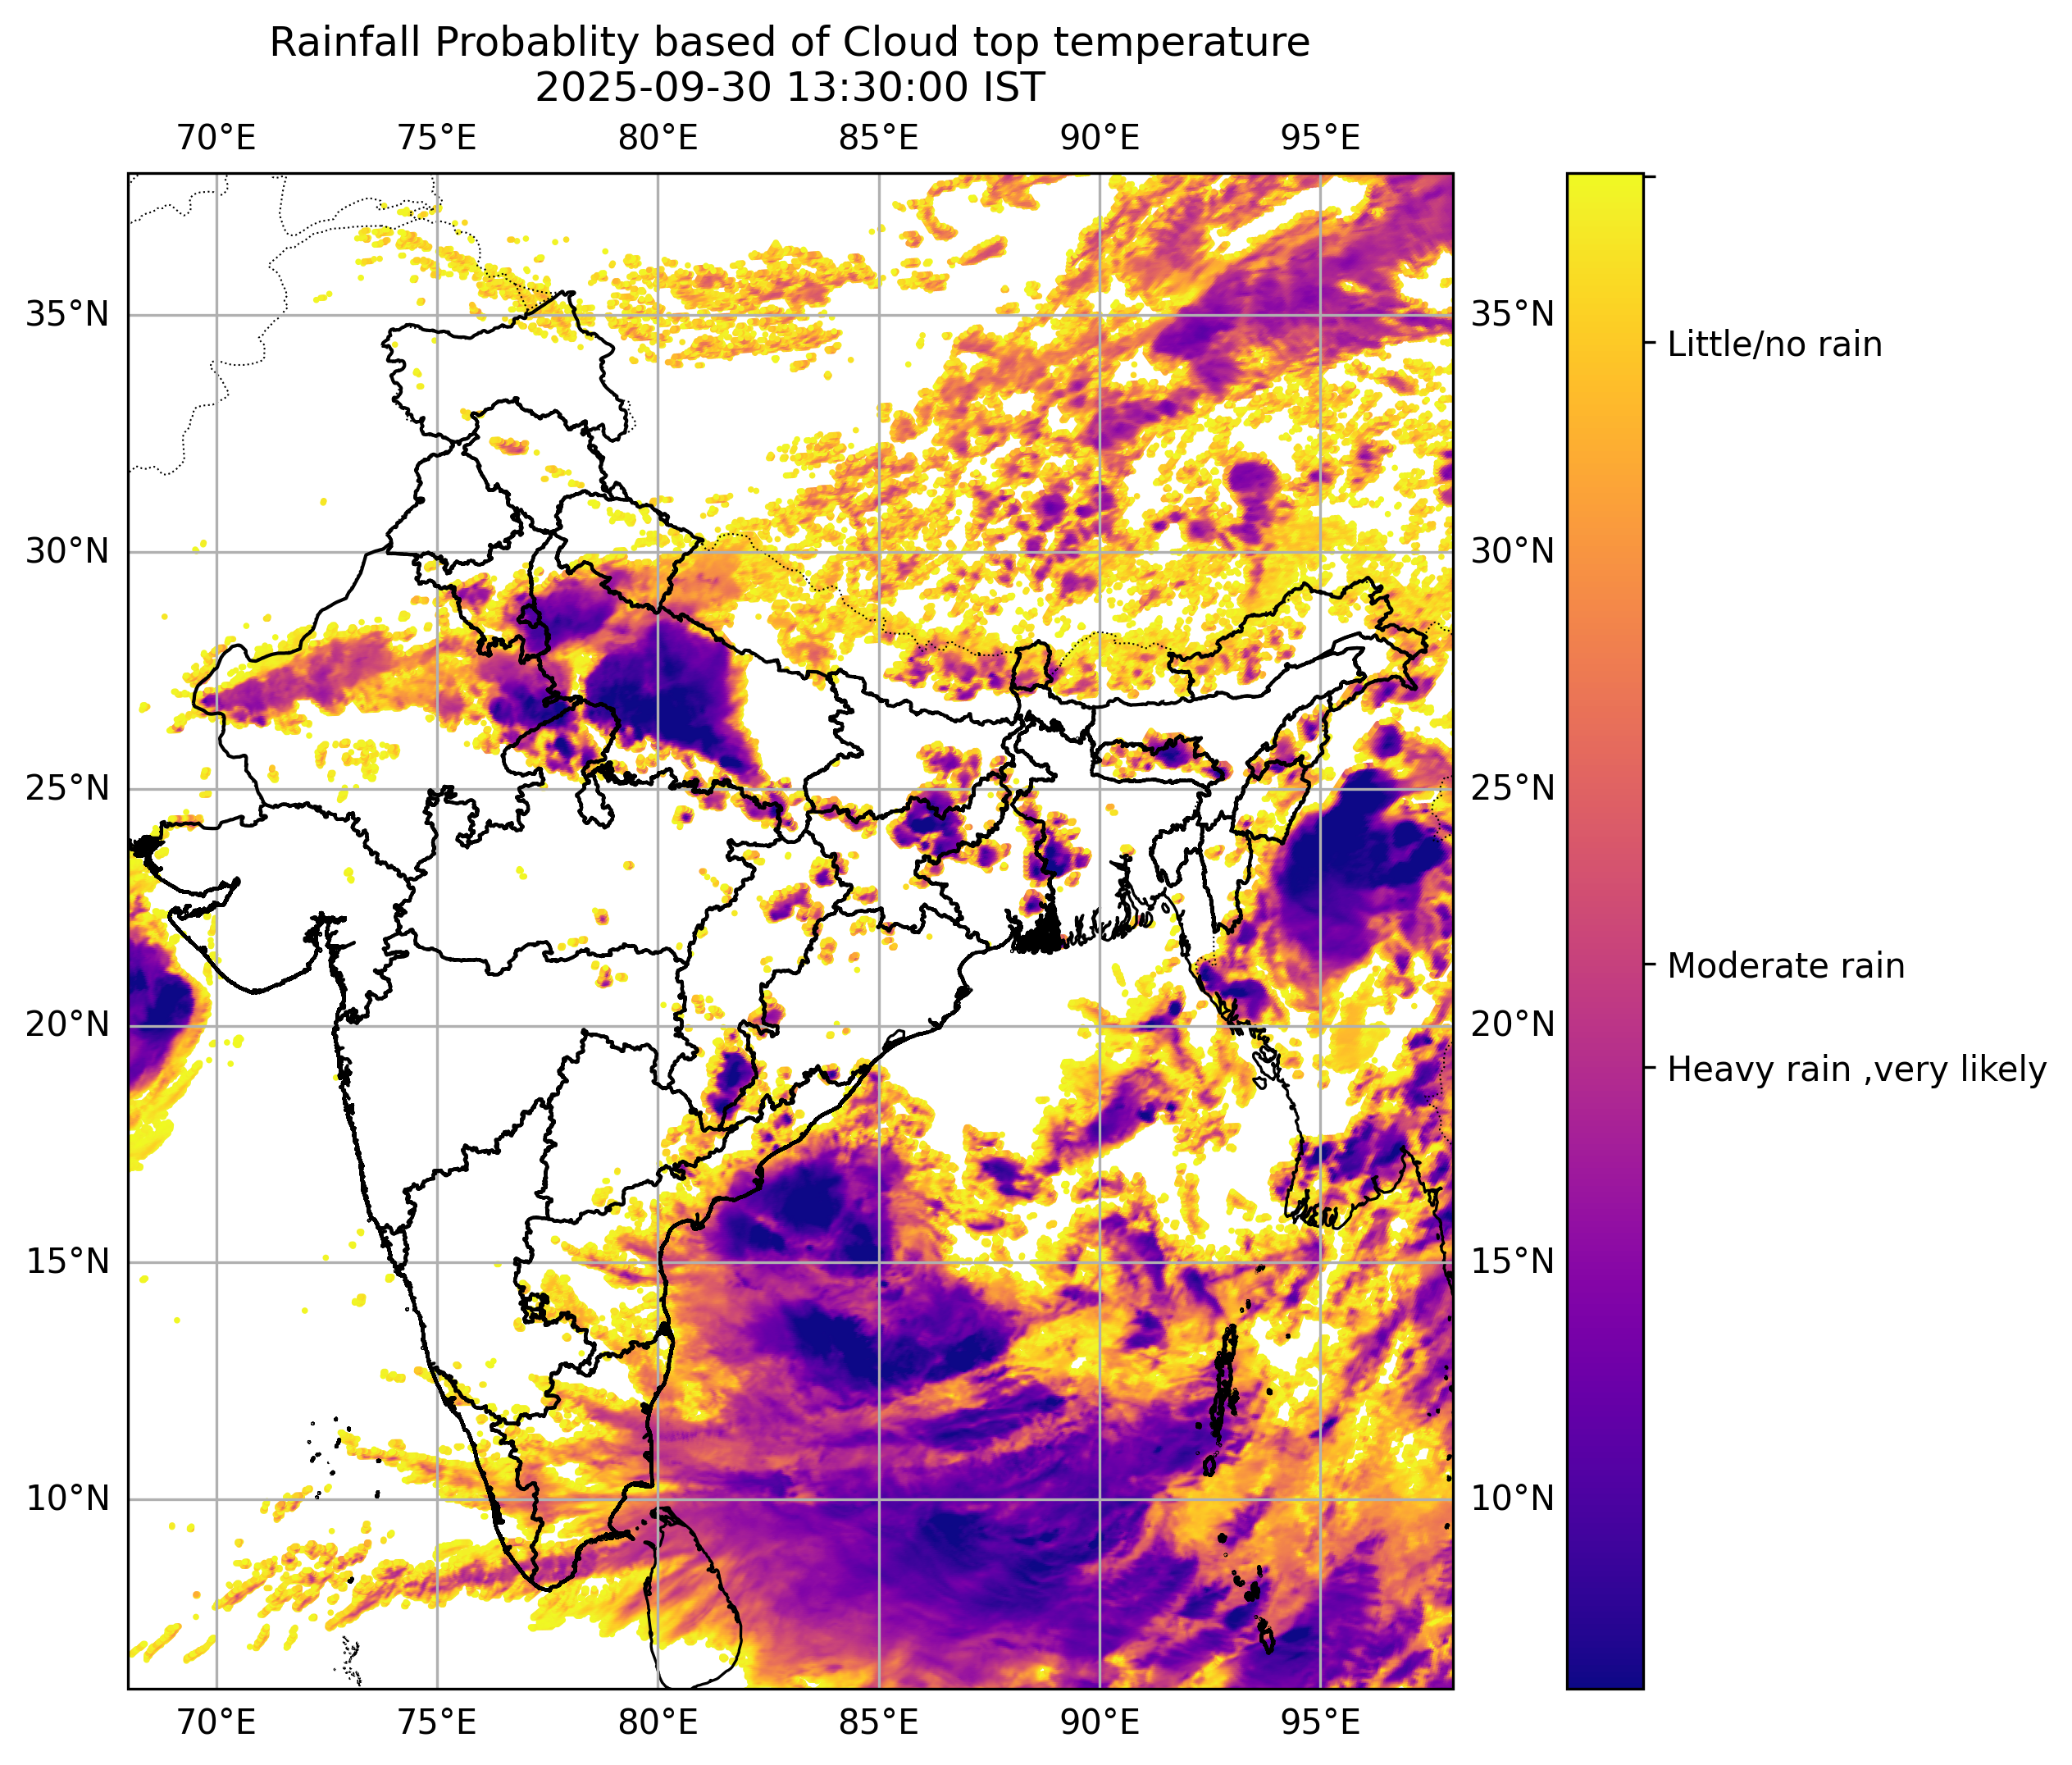 Rainfall Probablity based of Cloud top temperature
2025-09-30 13:30:00 IST
70°E 75°E 80°E 85°E 90°E 95°E
35°N 35°N
Little/no rain
30°N 30°N
25°N 25°N
Moderate rain
20°N 20°N
Heavy rain ,very likely
15°N 15°N
10°N 10°N
70°E 75°E 80°E 85°E 90°E 95°E